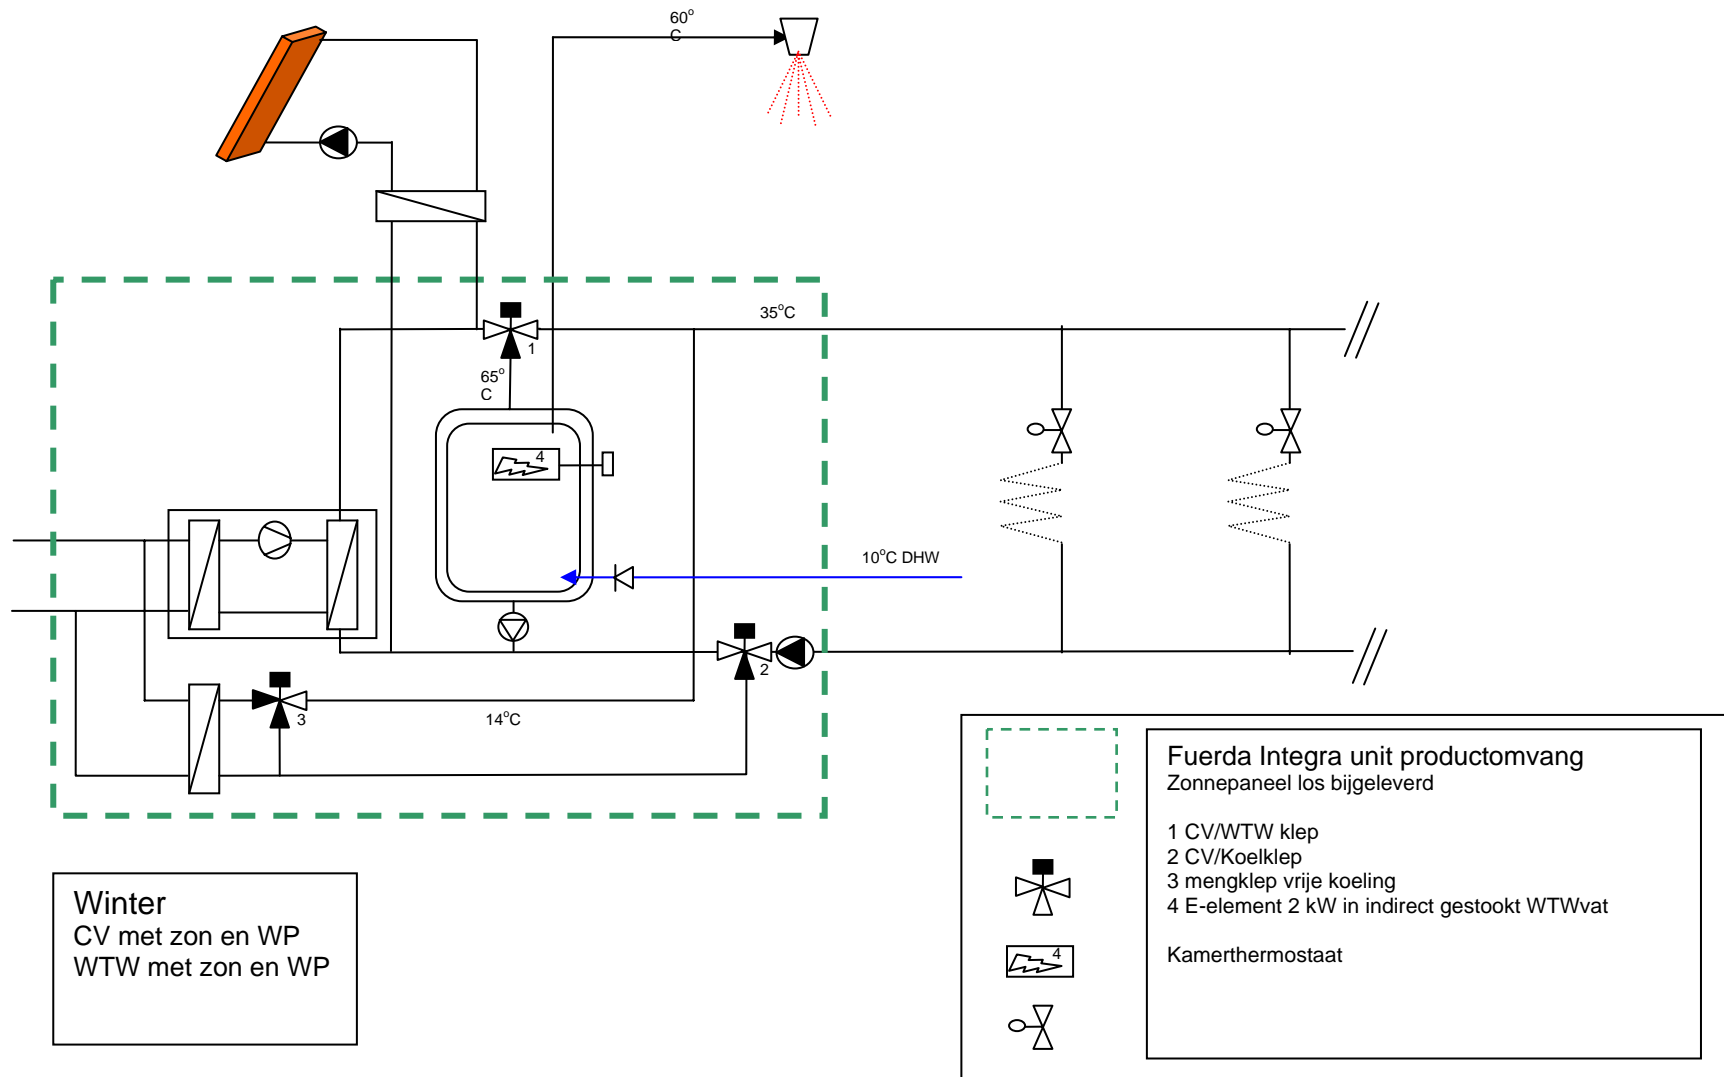 60°
C
35°C
1
65°
C
4
10°C DHW
2
3
14°C
Winter
CV met zon en WP
WTW met zon en WP
Fuerda Integra unit productomvang
Zonnepaneel los bijgeleverd
1 CV/WTW klep
2 CV/Koelklep
3 mengklep vrije koeling
4 E-element 2 kW in indirect gestookt WTWvat
4
Kamerthermostaat